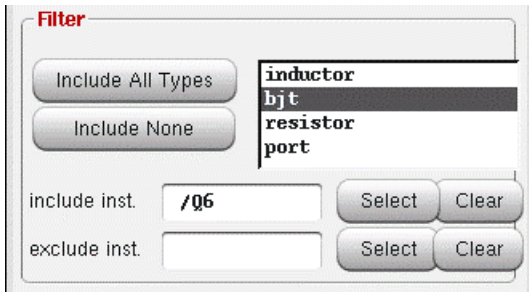 Filter
Include All Types
Include None
inductor
bjt
resistor
port
include inst. /Q6 Select Clear
exclude inst. Select Clear